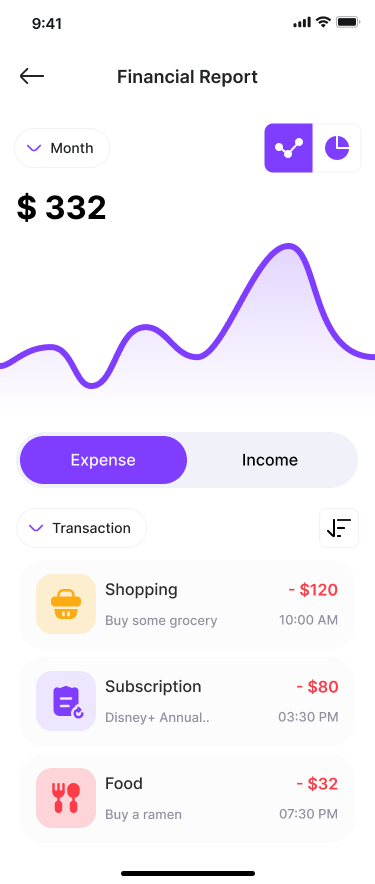 9:41
Financial Report
Month
$ 332
Expense
Income
Transaction
Shopping
- $120
Buy some grocery
10:00 AM
Subscription
- $80
Disney+ Annual..
03:30 PM
Food
- $32
Buy a ramen
07:30 PM